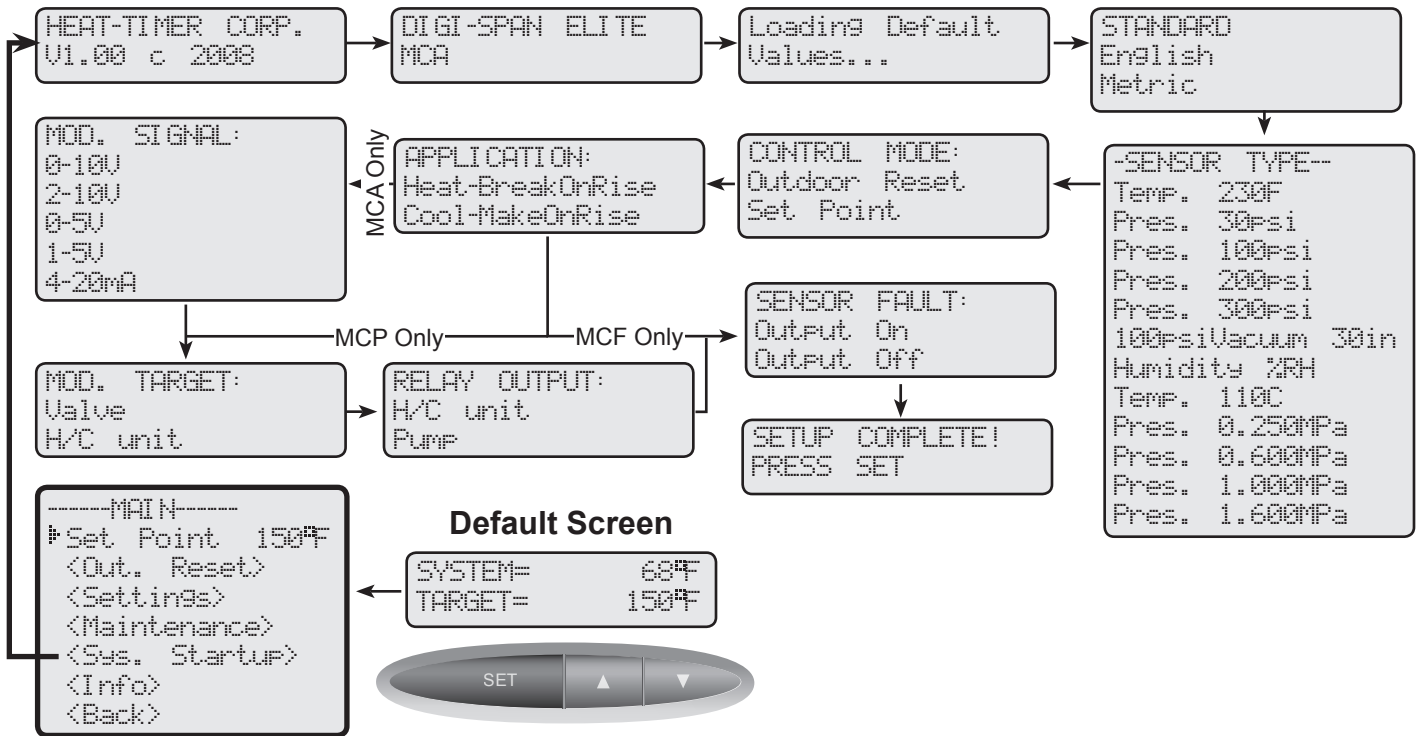 HEAT-TIMER CORP.
V1.00 c 2008
DIGI-SPAN ELITE
MCA
Loading Default
Values...
STANDARD
English
Metric
-SENSOR TYPE--
Temp. 230F
Pres. 30psi
Pres. 100psi
Pres. 200psi
Pres. 300psi
100psiVacuum 30in
Humidity %RH
Temp. 110C
Pres. 0.250MPa
Pres. 0.600MPa
Pres. 1.000MPa
Pres. 1.600MPa
CONTROL MODE:
Outdoor Reset
Set Point
APPLICATION:
Heat-BreakOnRise
Cool-MakeOnRise
MCA Only
MOD. SIGNAL:
0-10V
2-10V
0-5V
1-5V
4-20mA
MCP Only
MCF Only
MOD. TARGET:
Valve
H/C unit
RELAY OUTPUT:
H/C unit
Pump
SENSOR FAULT:
Output On
Output Off
SETUP COMPLETE!
PRESS SET
------MAIN------
Set Point 150°F
<Out. Reset>
<Settings>
<Maintenance>
<Sys. Startup>
<Info>
<Back>
Default Screen
SYSTEM= 68°F
TARGET= 150°F
SET